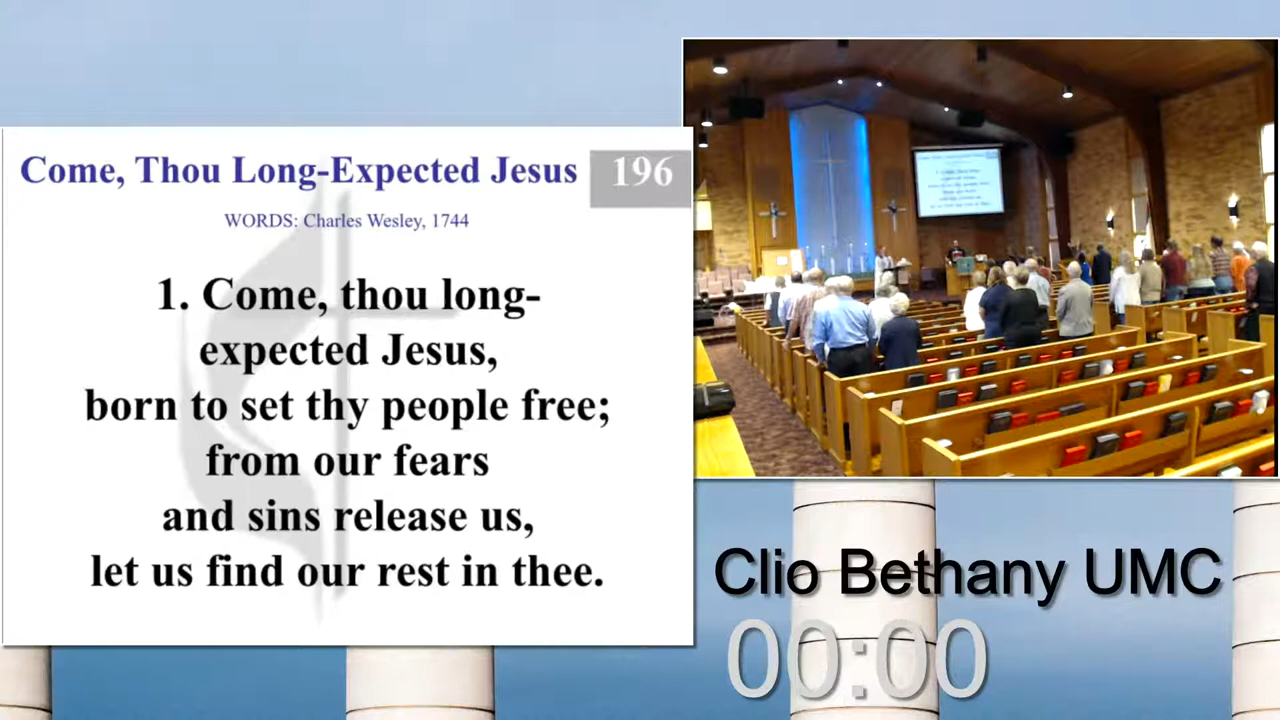 Come, Thou Long-Expected Jesus 196
WORDS: Charles Wesley, 1744
1. Come, thou long-
expected Jesus,
born to set thy people free;
from our fears
and sins release us,
let us find our rest in thee.
Clio Bethany UMC
00:00